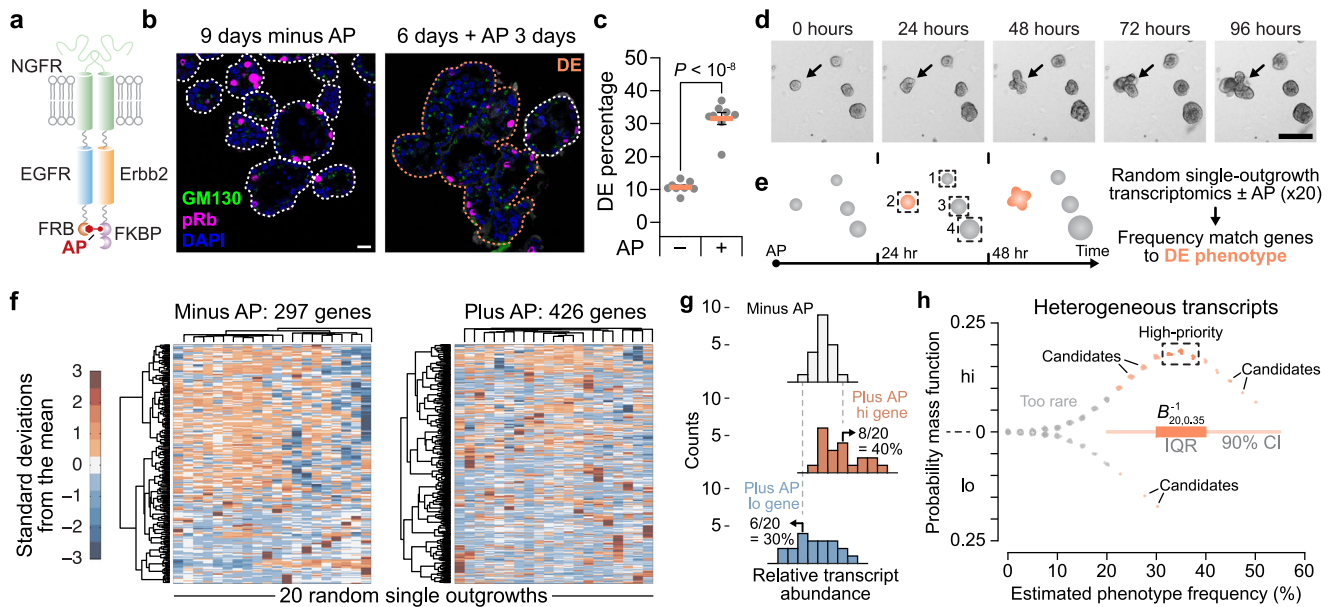 a
NGFR
EGFR
Erbb2
FRB
FKBP
AP
b
9 days minus AP
6 days + AP 3 days
DE
GM130
pRb
DAPI
c
P < 10⁻⁸
DE percentage
50
40
30
20
10
0
AP
−
+
d
0 hours
24 hours
48 hours
72 hours
96 hours
e
1
2
3
4
AP
24 hr
48 hr
Time
Random single-outgrowth
transcriptomics ± AP (x20)
Frequency match genes
to DE phenotype
f
Minus AP: 297 genes
Plus AP: 426 genes
Standard deviations
from the mean
3
2
1
0
−1
−2
−3
20 random single outgrowths
g
Minus AP
Plus AP
hi gene
8/20
= 40%
Plus AP
lo gene
6/20
= 30%
Counts
10
5
10
5
10
5
Relative transcript
abundance
h
Heterogeneous transcripts
High-priority
Candidates
Candidates
Too rare
B⁻¹20,0.35
IQR
90% CI
Candidates
Probability mass function
0.25
hi
0
lo
0.25
0
10
20
30
40
50
60
Estimated phenotype frequency (%)